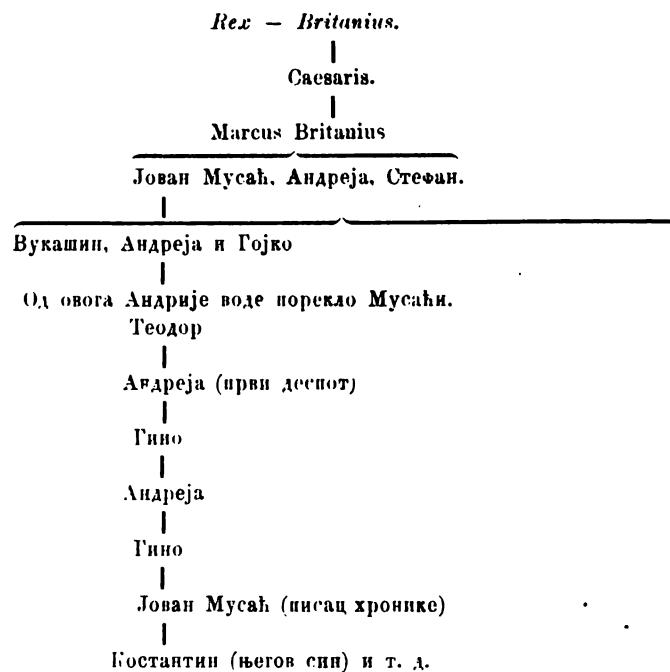 Rex – Britanius.
Caesaris.
Marcus Britanius
Јован Мусаћ, Андреја, Стефан.
Вукашин, Андреја и Гојко
Од овога Андрије воде порекло Мусаћи.
Теодор
Андреја (први деспот)
Гино
Андреја
Гино
Јован Мусаћ (писац хронике)
Костантин (његов син) и т. д.